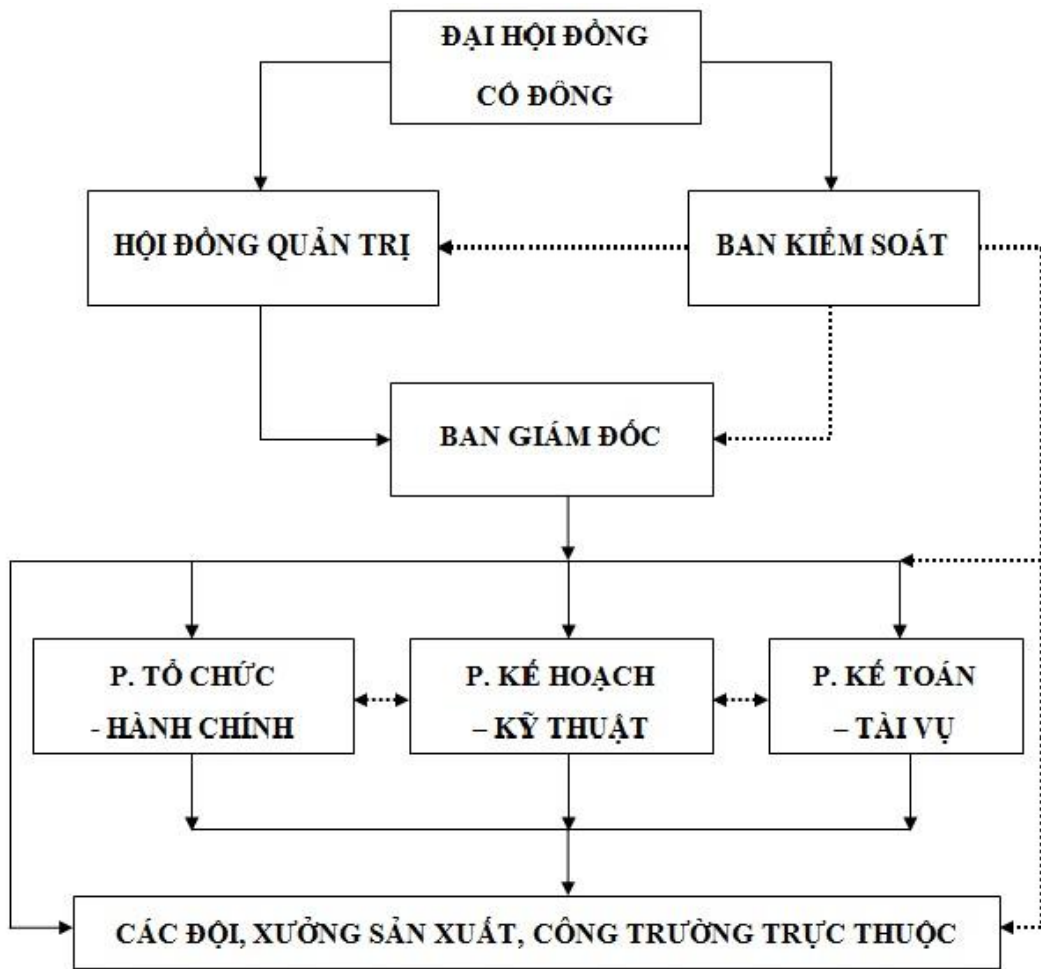 ĐẠI HỘI ĐỒNG
CỔ ĐÔNG
HỘI ĐỒNG QUẢN TRỊ
BAN KIỂM SOÁT
BAN GIÁM ĐỐC
P. TỔ CHỨC
- HÀNH CHÍNH
P. KẾ HOẠCH
– KỸ THUẬT
P. KẾ TOÁN
– TÀI VỤ
CÁC ĐỘI, XƯỞNG SẢN XUẤT, CÔNG TRƯỜNG TRỰC THUỘC